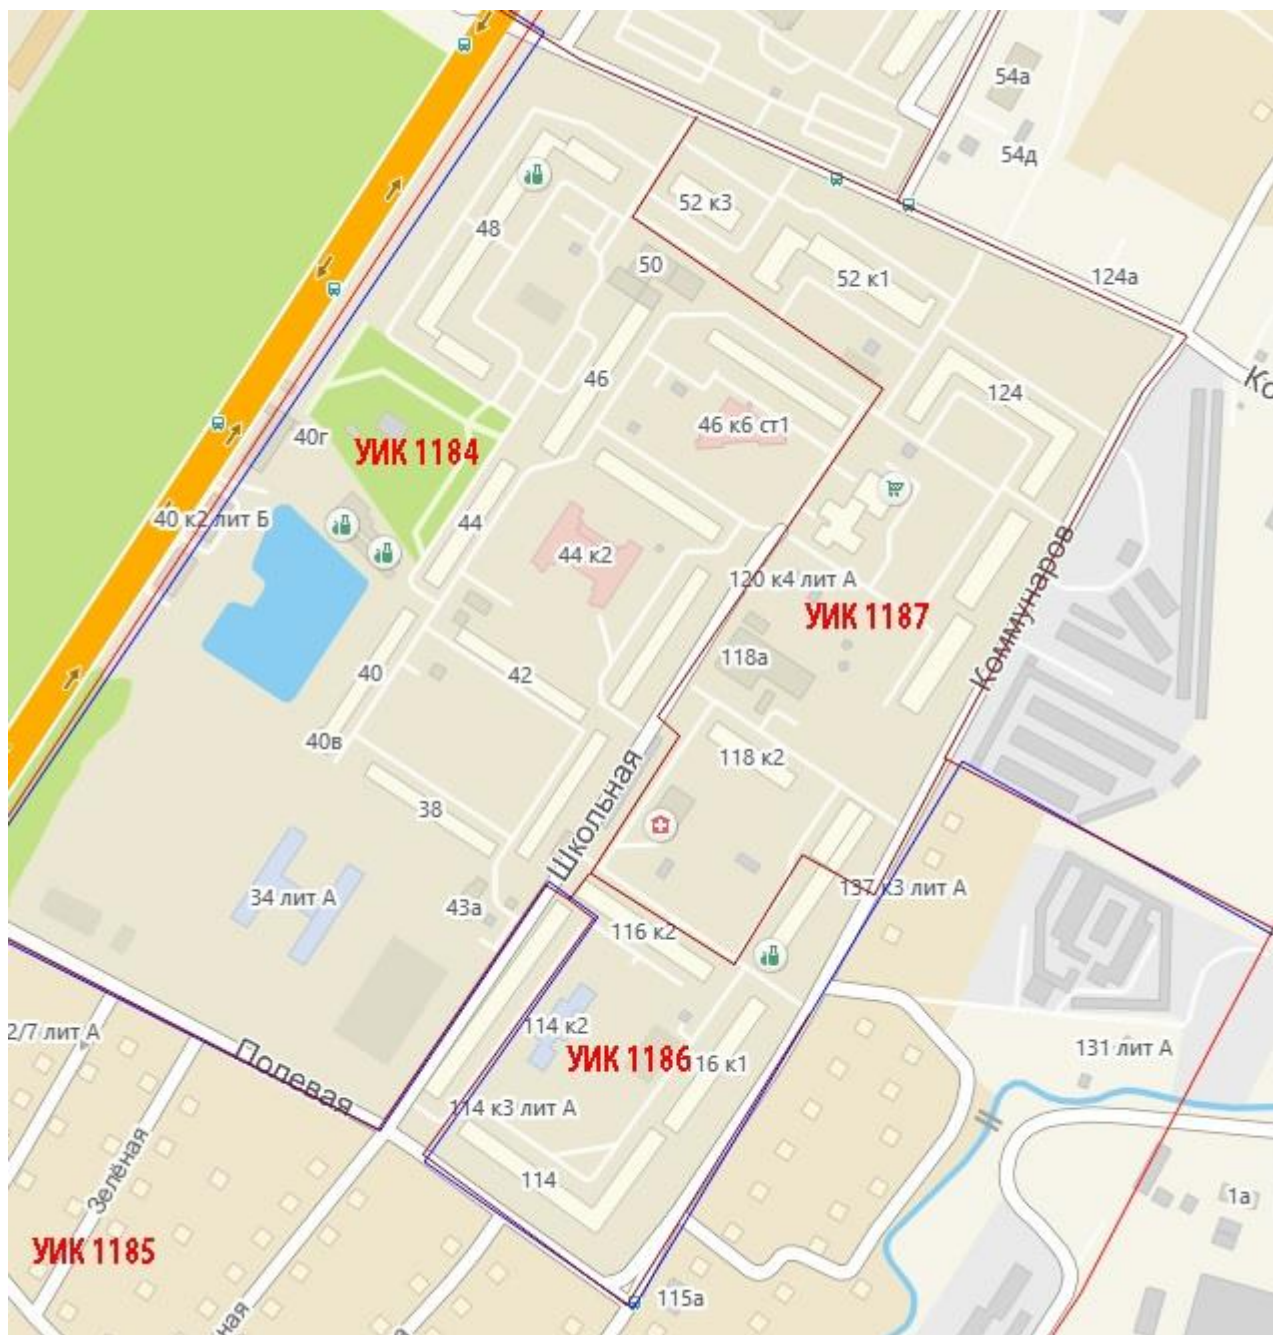 54а
54д
52 к3
48
50
52 к1
124а
Ко
46
124
46 к6 ст1
40г
УИК 1184
40 к2 лит Б
44
44 к2
120 к4 лит А
Коммунаров
УИК 1187
118а
40
42
40в
118 к2
38
Школьная
34 лит А
43а
137 к3 лит А
116 к2
2/7 лит А
114 к2
УИК 1186
16 к1
131 лит А
Полевая
114 к3 лит А
Зелёная
114
1а
УИК 1185
115а
ная
а